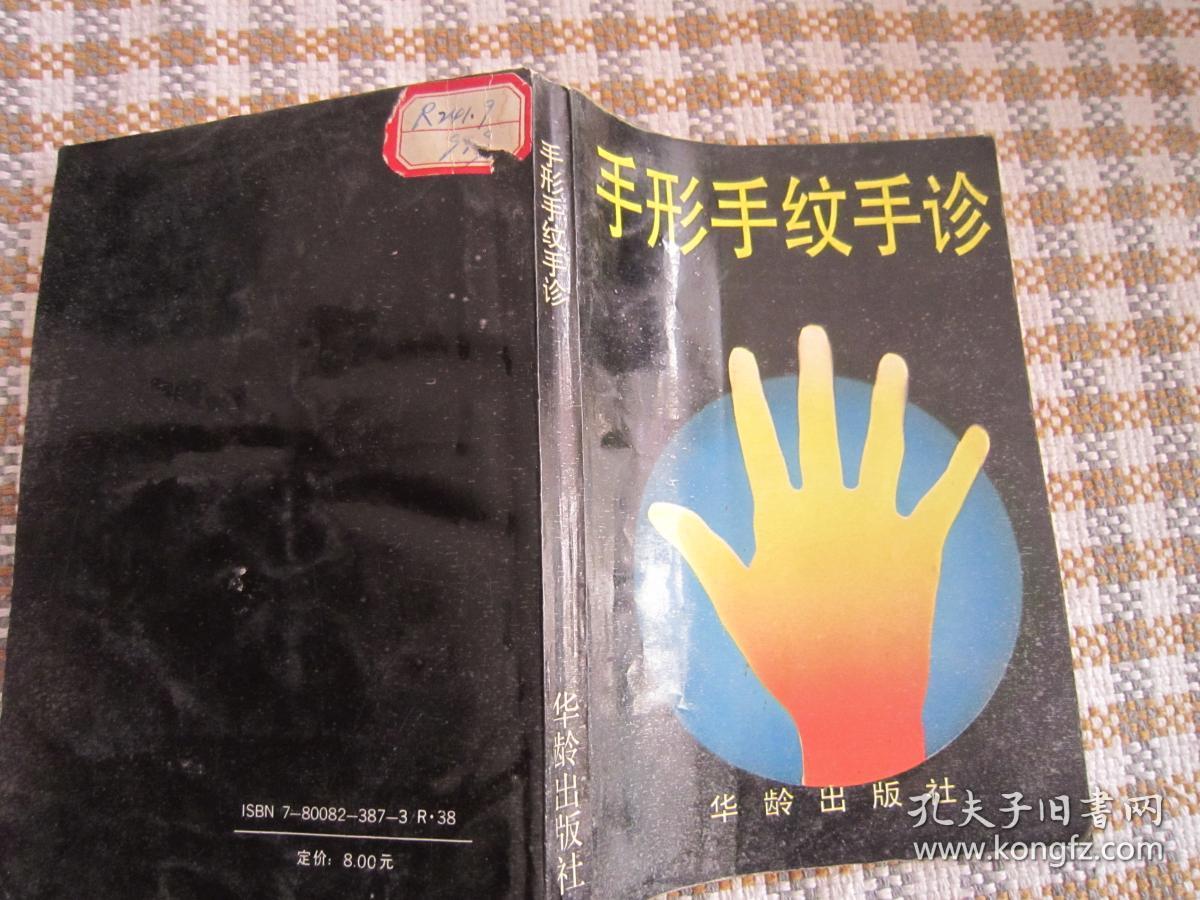 R241.9
手形手纹手诊
华龄出版社
手形手纹手诊
华龄出版社
ISBN 7-80082-387-3/R·38
定价: 8.00元
孔夫子旧书网
www.kongfz.com